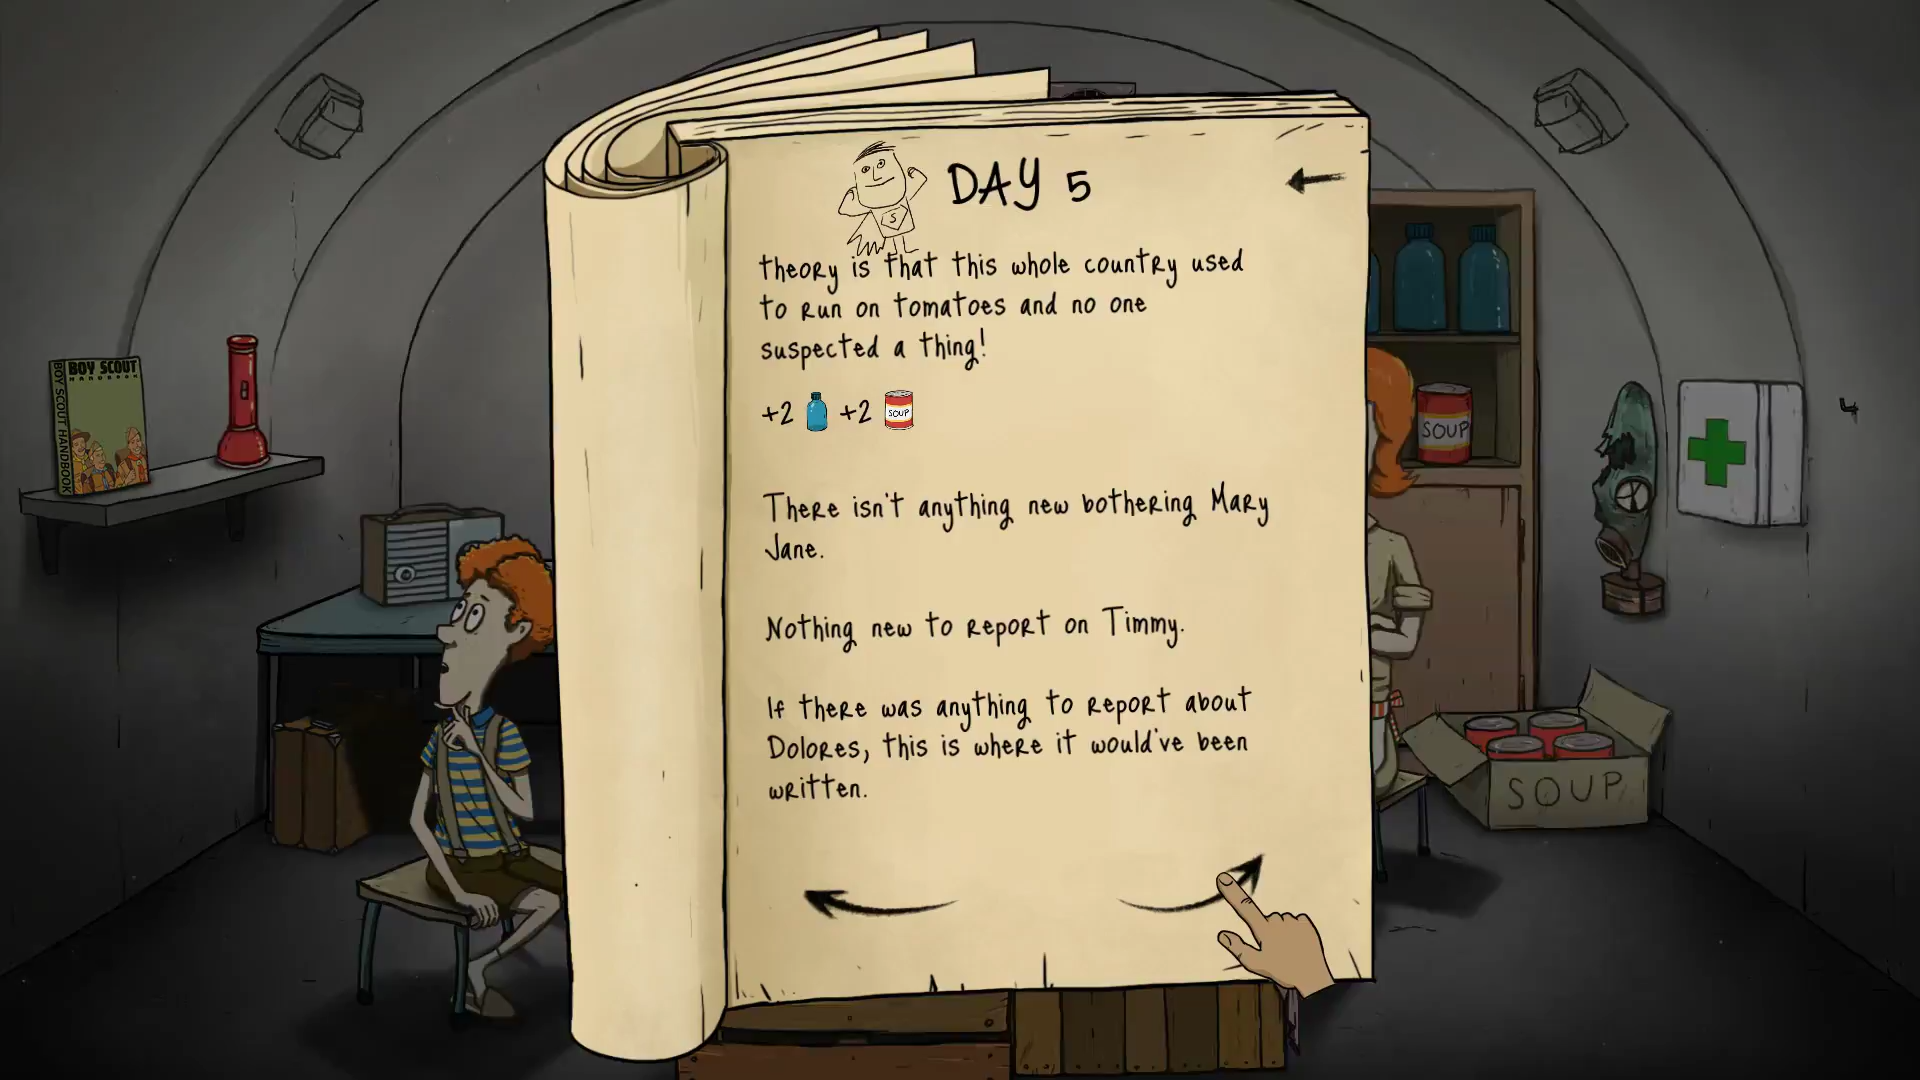 DAY 5
theory is that this whole country used
to run on tomatoes and no one
suspected a thing!
+2 +2 SOUP
There isn't anything new bothering Mary
Jane.
Nothing new to report on Timmy.
If there was anything to report about
Dolores, this is where it would've been
written.
BOY SCOUT
HANDBOOK
BOY SCOUT HANDBOOK
S
SOUP
SOUP